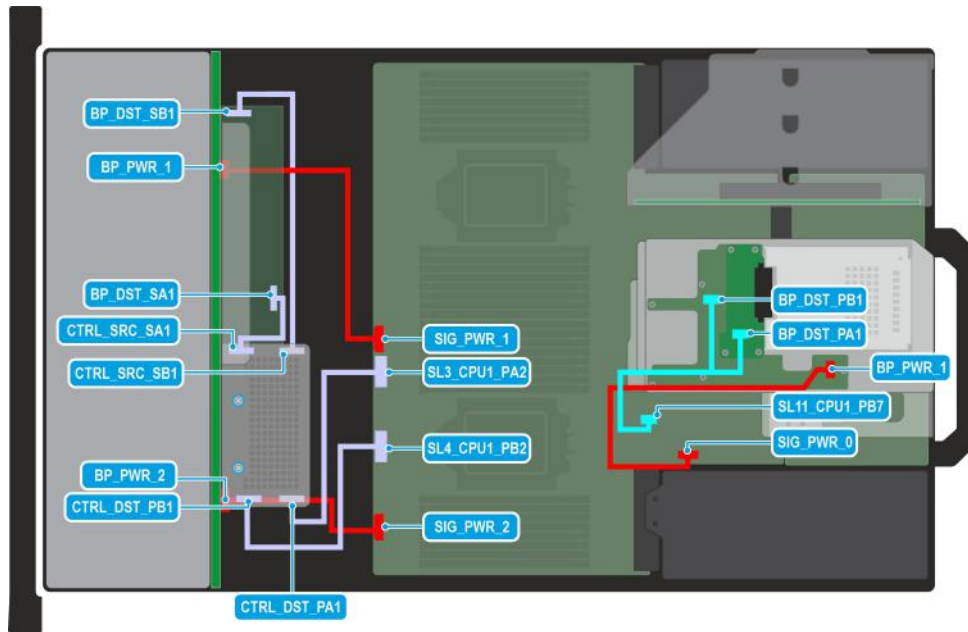 BP_DST_SB1
BP_PWR_1
BP_DST_SA1
CTRL_SRC_SA1
CTRL_SRC_SB1
BP_PWR_2
CTRL_DST_PB1
CTRL_DST_PA1
SIG_PWR_1
SL3_CPU1_PA2
SL4_CPU1_PB2
SIG_PWR_2
BP_DST_PB1
BP_DST_PA1
BP_PWR_1
SL11_CPU1_PB7
SIG_PWR_0